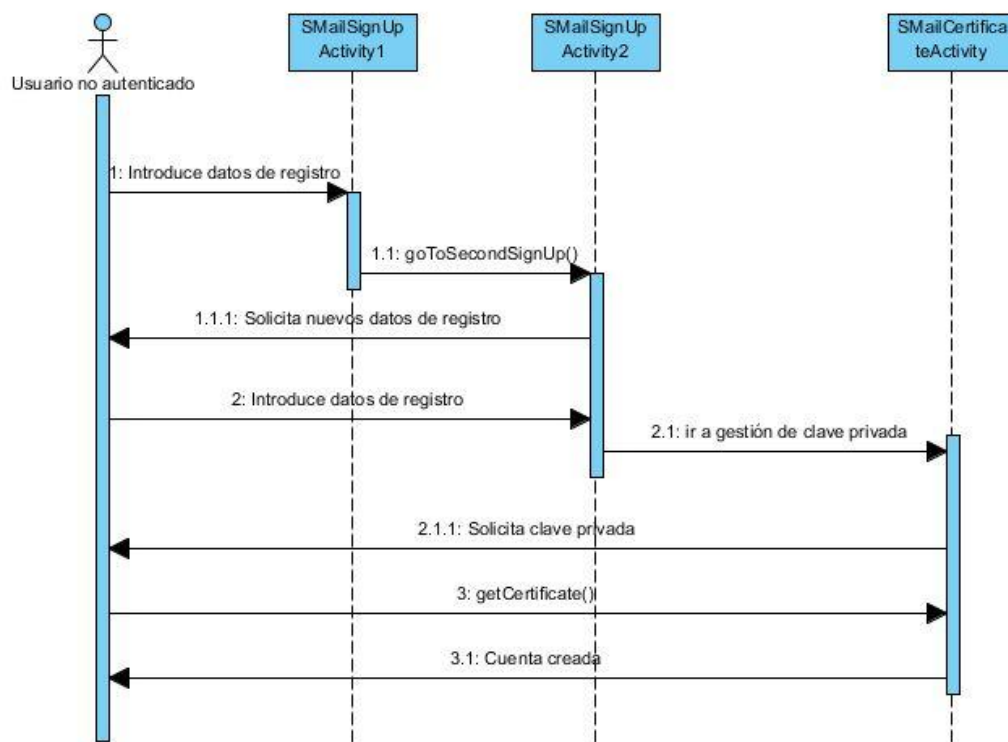 SMailSignUp
Activity1
SMailSignUp
Activity2
SMailCertifica
teActivity
Usuario no autenticado
1: Introduce datos de registro
1.1: goToSecondSignUp()
1.1.1: Solicita nuevos datos de registro
2: Introduce datos de registro
2.1: ir a gestión de clave privada
2.1.1: Solicita clave privada
3: getCertificate()
3.1: Cuenta creada